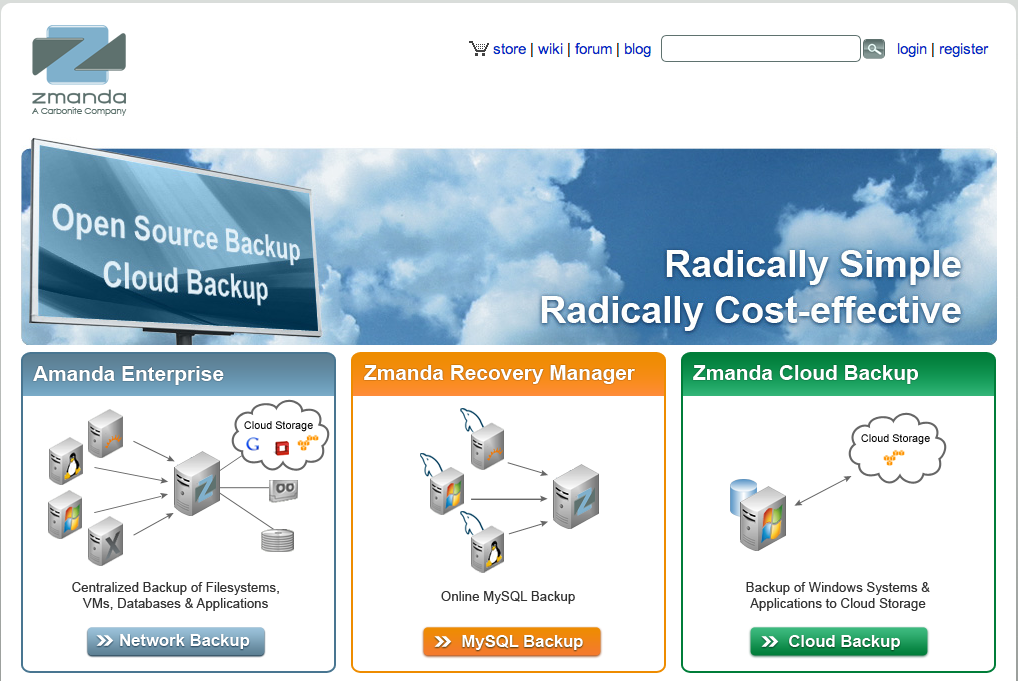 zmanda
A Carbonite Company
store | wiki | forum | blog
login | register
Open Source Backup
Cloud Backup
Radically Simple
Radically Cost-effective
Amanda Enterprise
Cloud Storage
G
Z
X
Centralized Backup of Filesystems,
VMs, Databases & Applications
Network Backup
Zmanda Recovery Manager
Z
Online MySQL Backup
MySQL Backup
Zmanda Cloud Backup
Cloud Storage
Backup of Windows Systems &
Applications to Cloud Storage
Cloud Backup